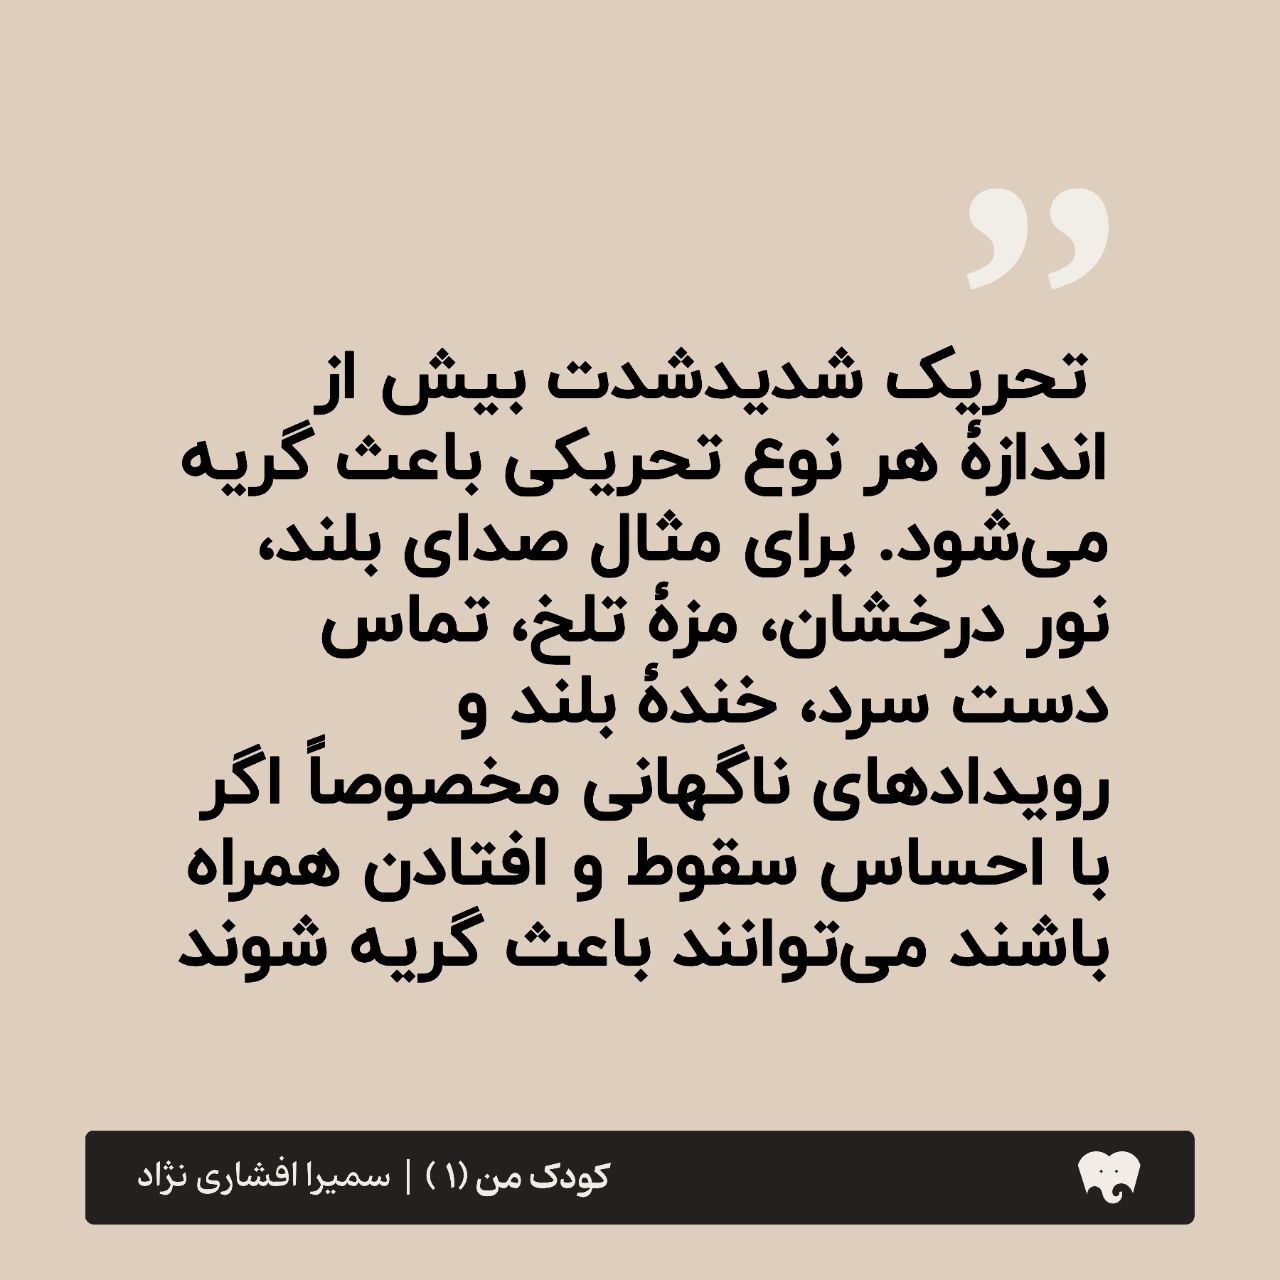 تحریک شدیدشدت بیش از
اندازهٔ هر نوع تحریکی باعث گریه
می‌شود. برای مثال صدای بلند،
نور درخشان، مزهٔ تلخ، تماس
دست سرد، خندهٔ بلند و
رویدادهای ناگهانی مخصوصاً اگر
با احساس سقوط و افتادن همراه
باشند می‌توانند باعث گریه شوند
کودک من (۱ ) | سمیرا افشاری نژاد